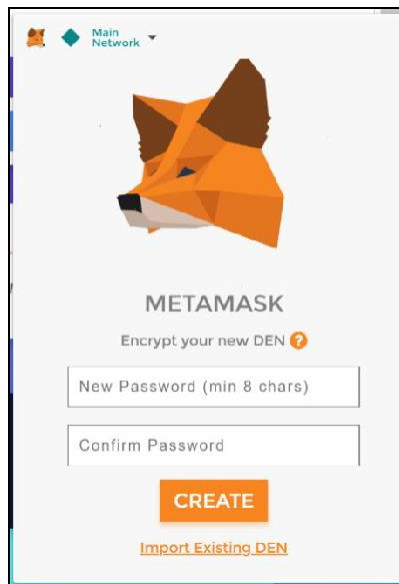 Main
Network
METAMASK
Encrypt your new DEN ?
New Password (min 8 chars)
Confirm Password
CREATE
Import Existing DEN